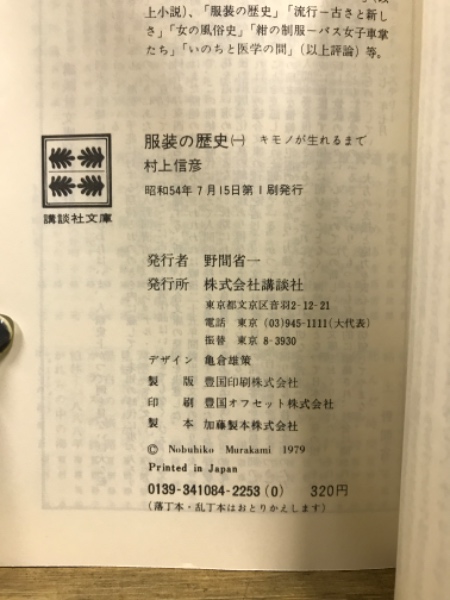 上小説)、「服装の歴史」「流行―古さと新し
さ」「女の風俗史」「紺の制服―バス女子車掌
たち」「いのちと医学の間」(以上評論)等。
服装の歴史㈠ キモノが生れるまで
村上信彦
昭和54年7月15日第1刷発行
講談社文庫
発行者 野間省一
発行所 株式会社講談社
東京都文京区音羽2-12-21
電話 東京 (03)945-1111(大代表)
振替 東京 8-3930
デザイン 亀倉雄策
製 版 豊国印刷株式会社
印 刷 豊国オフセット株式会社
製 本 加藤製本株式会社
© Nobuhiko Murakami 1979
Printed in Japan
0139-341084-2253(0) 320円
(落丁本・乱丁本はおとりかえします)